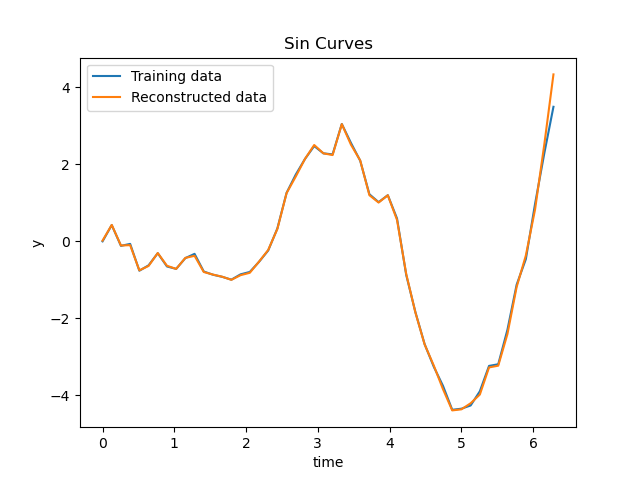 Sin Curves
Training data
Reconstructed data
4
2
0
−2
−4
y
0 1 2 3 4 5 6
time